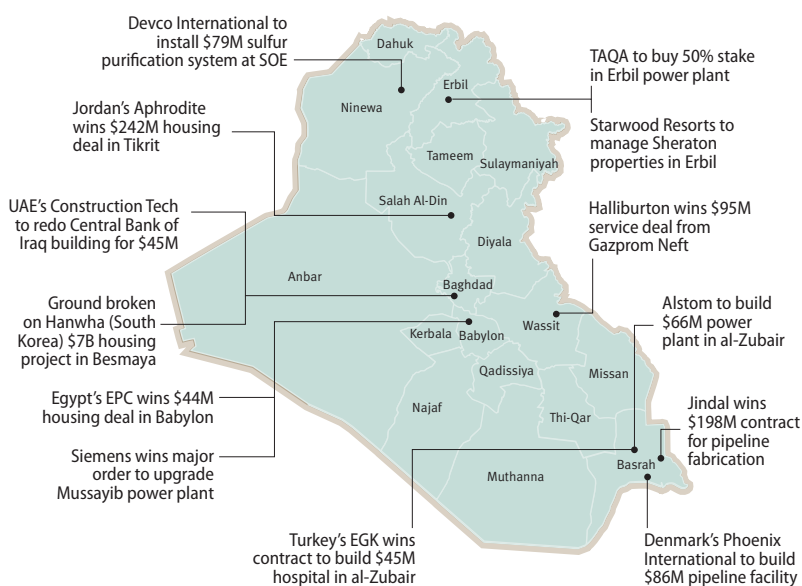 Devco International to
install $79M sulfur
purification system at SOE
Jordan's Aphrodite
wins $242M housing
deal in Tikrit
UAE's Construction Tech
to redo Central Bank of
Iraq building for $45M
Ground broken
on Hanwha (South
Korea) $7B housing
project in Besmaya
Egypt's EPC wins $44M
housing deal in Babylon
Siemens wins major
order to upgrade
Mussayib power plant
Turkey's EGK wins
contract to build $45M
hospital in al-Zubair
Dahuk
Erbil
Ninewa
Tameem
Sulaymaniyah
Salah Al-Din
Diyala
Anbar
Baghdad
Kerbala
Babylon
Wassit
Qadissiya
Missan
Najaf
Thi-Qar
Basrah
Muthanna
TAQA to buy 50% stake
in Erbil power plant
Starwood Resorts to
manage Sheraton
properties in Erbil
Halliburton wins $95M
service deal from
Gazprom Neft
Alstom to build
$66M power
plant in al-Zubair
Jindal wins
$198M contract
for pipeline
fabrication
Denmark's Phoenix
International to build
$86M pipeline facility